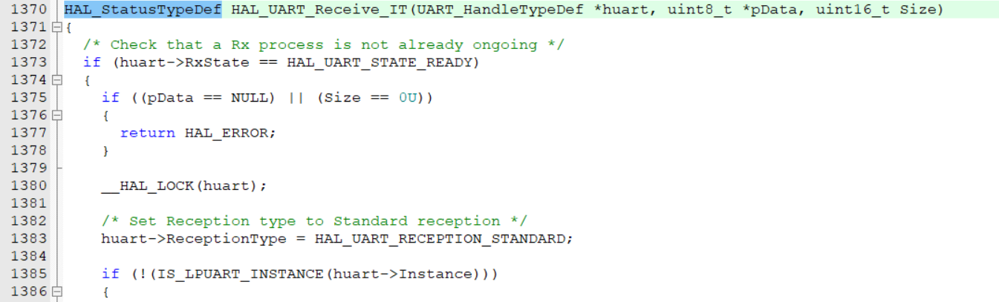 1370 HAL_StatusTypeDef HAL_UART_Receive_IT(UART_HandleTypeDef *huart, uint8_t *pData, uint16_t Size)
1371 {
1372   /* Check that a Rx process is not already ongoing */
1373   if (huart->RxState == HAL_UART_STATE_READY)
1374   {
1375     if ((pData == NULL) || (Size == 0U))
1376     {
1377       return HAL_ERROR;
1378     }
1379
1380     __HAL_LOCK(huart);
1381
1382     /* Set Reception type to Standard reception */
1383     huart->ReceptionType = HAL_UART_RECEPTION_STANDARD;
1384
1385     if (!(IS_LPUART_INSTANCE(huart->Instance)))
1386     {